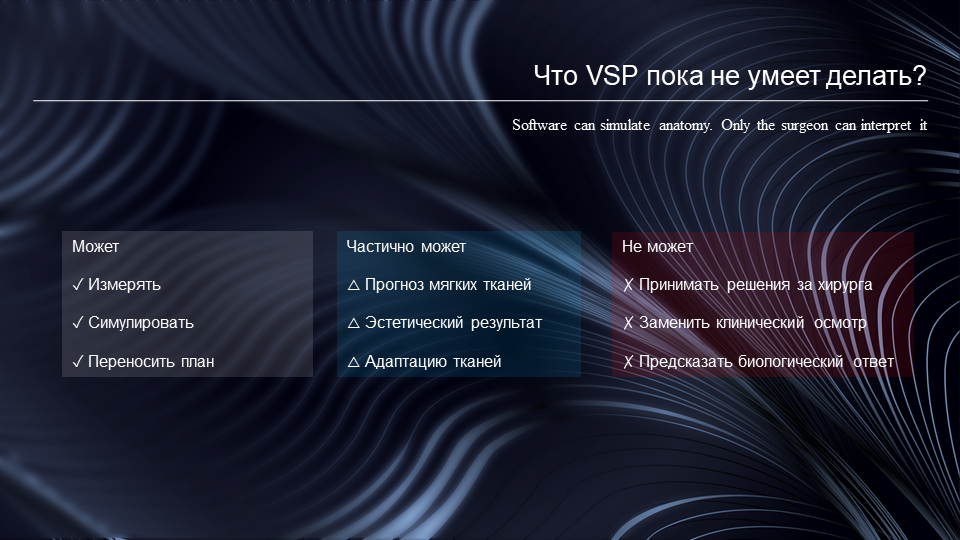 Что VSP пока не умеет делать?
Software can simulate anatomy. Only the surgeon can interpret it
Может
✓ Измерять
✓ Симулировать
✓ Переносить план
Частично может
△ Прогноз мягких тканей
△ Эстетический результат
△ Адаптацию тканей
Не может
✗ Принимать решения за хирурга
✗ Заменить клинический осмотр
✗ Предсказать биологический ответ